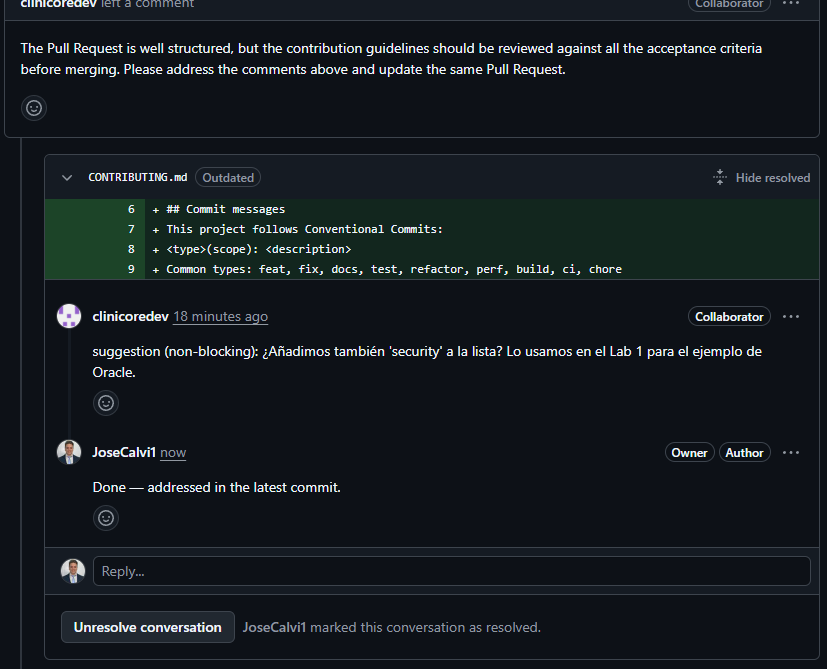 clinicoredev left a comment
Collaborator
The Pull Request is well structured, but the contribution guidelines should be reviewed against all the acceptance criteria
before merging. Please address the comments above and update the same Pull Request.
CONTRIBUTING.md Outdated
Hide resolved
6 + ## Commit messages
7 + This project follows Conventional Commits:
8 + <type>(scope): <description>
9 + Common types: feat, fix, docs, test, refactor, perf, build, ci, chore
clinicoredev 18 minutes ago
Collaborator
suggestion (non-blocking): ¿Añadimos también 'security' a la lista? Lo usamos en el Lab 1 para el ejemplo de
Oracle.
JoseCalvi1 now
Owner Author
Done — addressed in the latest commit.
Reply...
Unresolve conversation JoseCalvi1 marked this conversation as resolved.